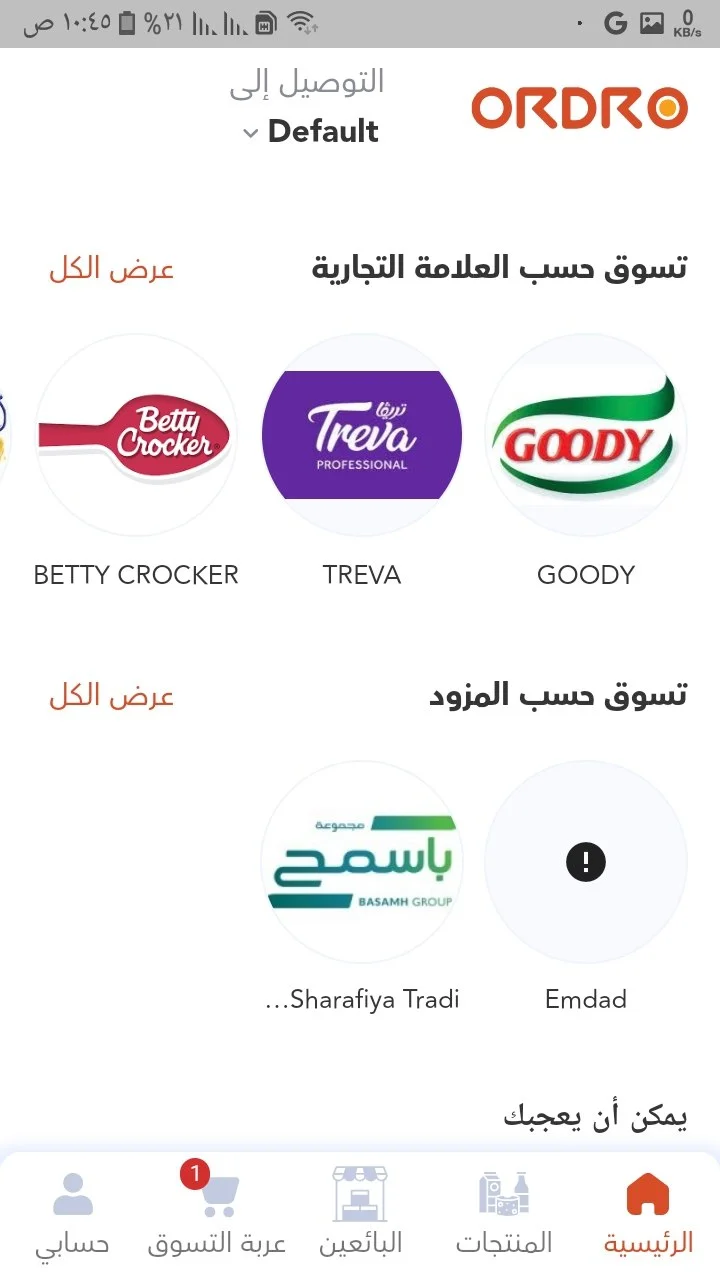 ١٠:٤٥ ص
٢١%
G
0
KB/s
التوصيل إلى
Default
ORDRO
تسوق حسب العلامة التجارية
عرض الكل
GOODY
تريڤا
Treva
PROFESSIONAL
Betty
Crocker
GOODY
TREVA
BETTY CROCKER
تسوق حسب المزود
عرض الكل
!
مجموعة
باسمح
BASAMH GROUP
Emdad
Sharafiya Tradi...
يمكن أن يعجبك
الرئيسية
المنتجات
البائعين
1
عربة التسوق
حسابي